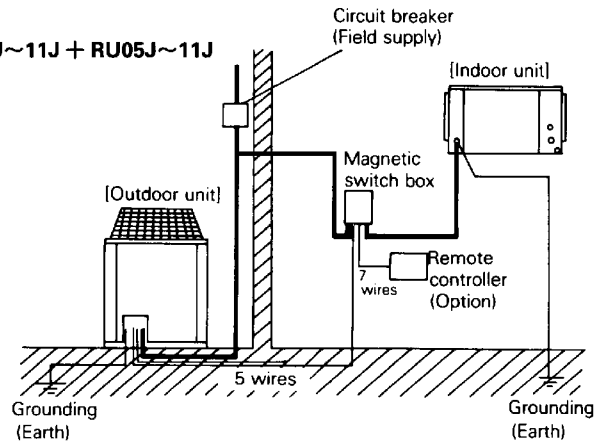 Circuit breaker
(Field supply)
J~11J + RU05J~11J
[Indoor unit]
Magnetic
switch box
[Outdoor unit]
Remote
controller
(Option)
7
wires
5 wires
Grounding
(Earth)
Grounding
(Earth)